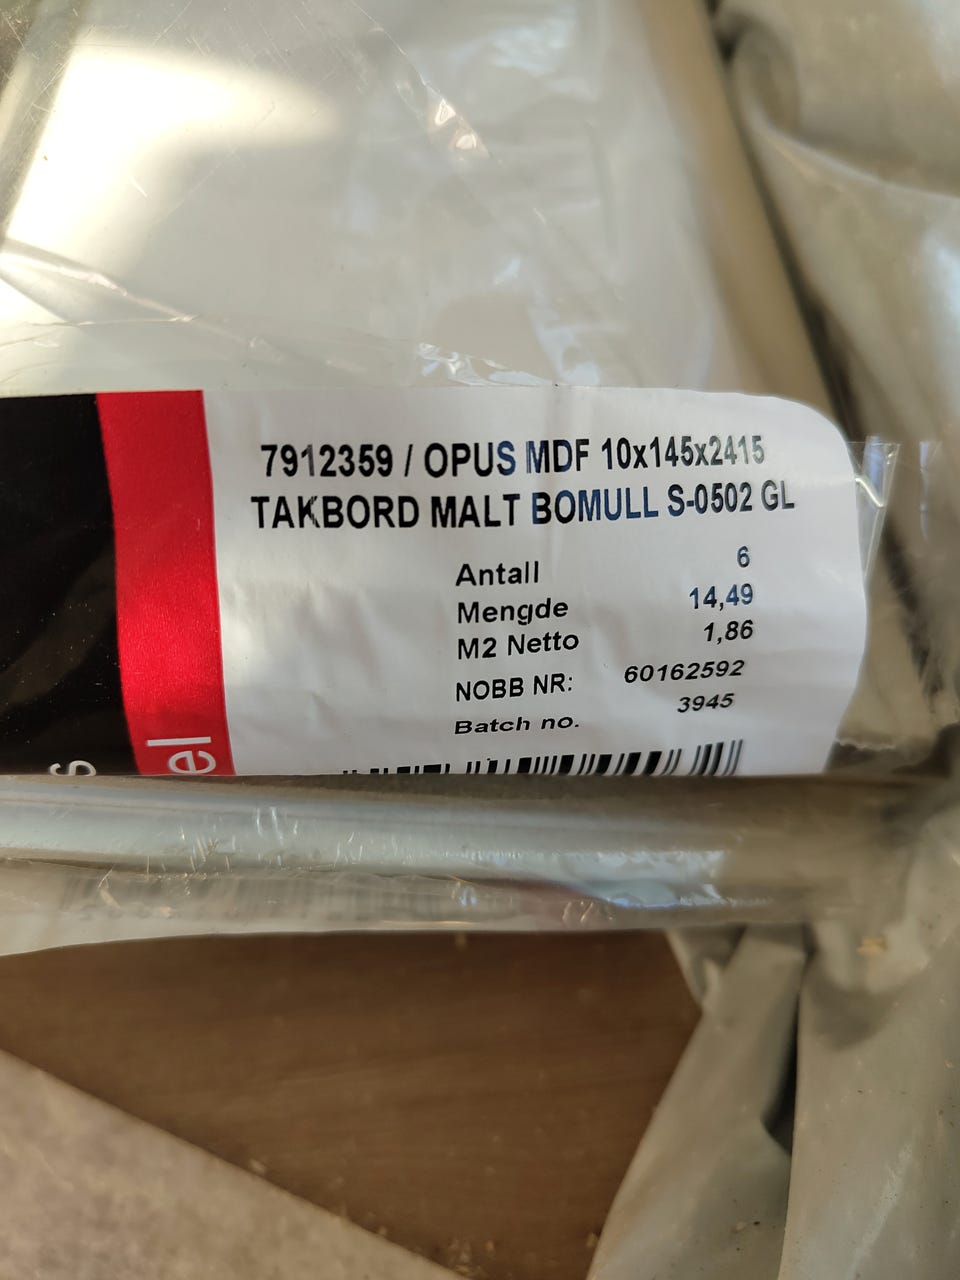 7912359 / OPUS MDF 10x145x2415
TAKBORD MALT BOMULL S-0502 GL
Antall 6
Mengde 14,49
M2 Netto 1,86
NOBB NR: 60162592
Batch no. 3945